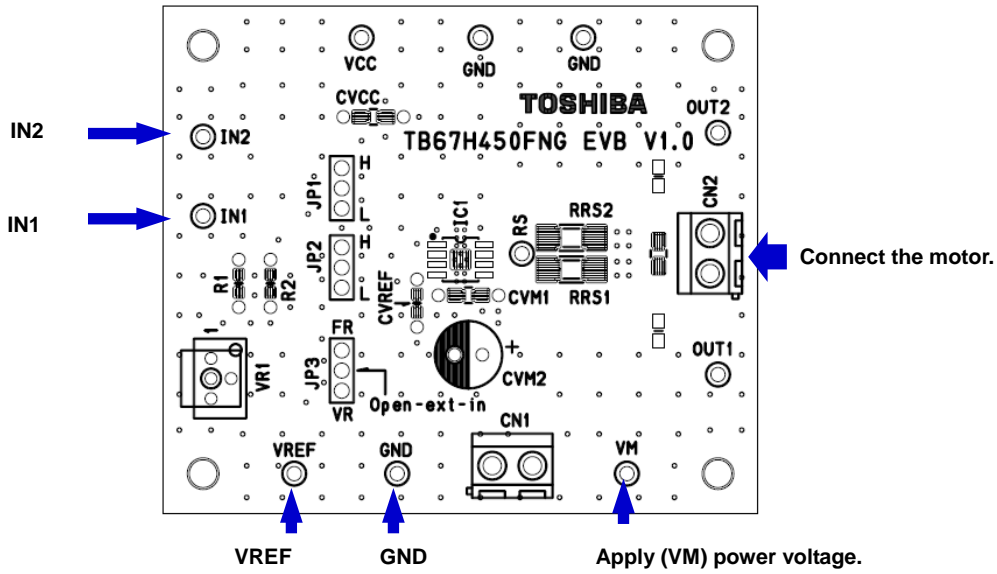 VCC
GND
GND
CVCC
TOSHIBA
OUT2
IN2
IN2
TB67H450FNG EVB V1.0
H
JP1
L
CN2
IN1
IN1
IC1
RS
RRS2
H
JP2
L
Connect the motor.
R1
R2
CVREF
CVM1
RRS1
1
VR1
FR
JP3
VR
Open-ext-in
+
CVM2
OUT1
CN1
VREF
GND
VM
VREF
GND
Apply (VM) power voltage.